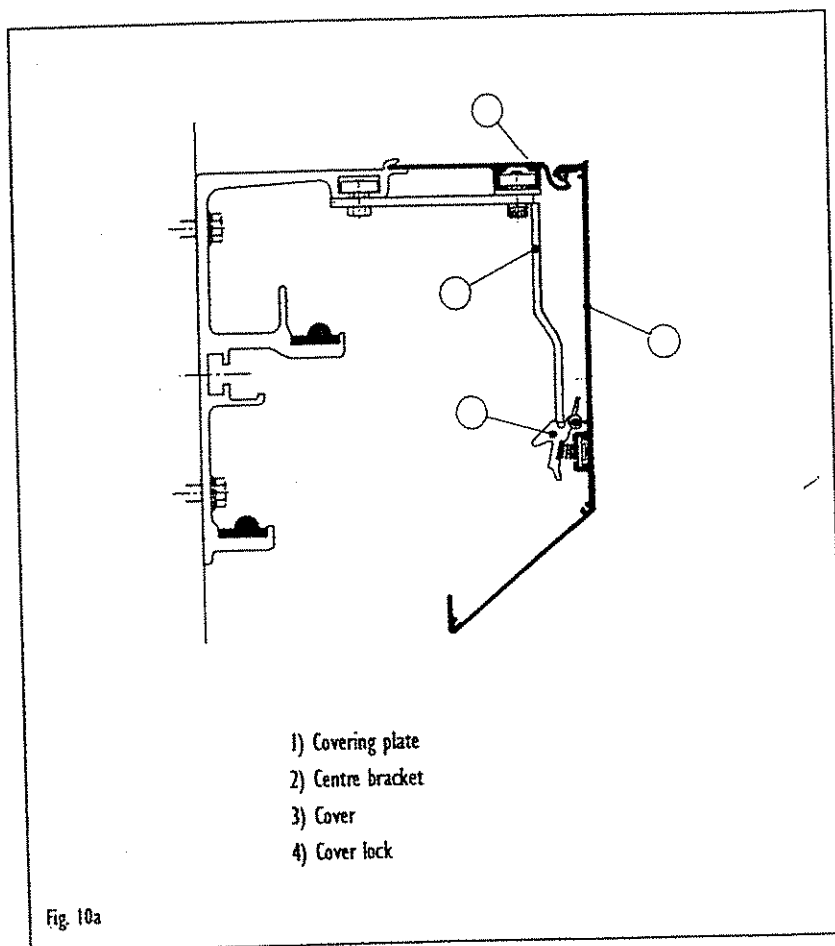 1) Covering plate
2) Centre bracket
3) Cover
4) Cover lock
Fig. 10a